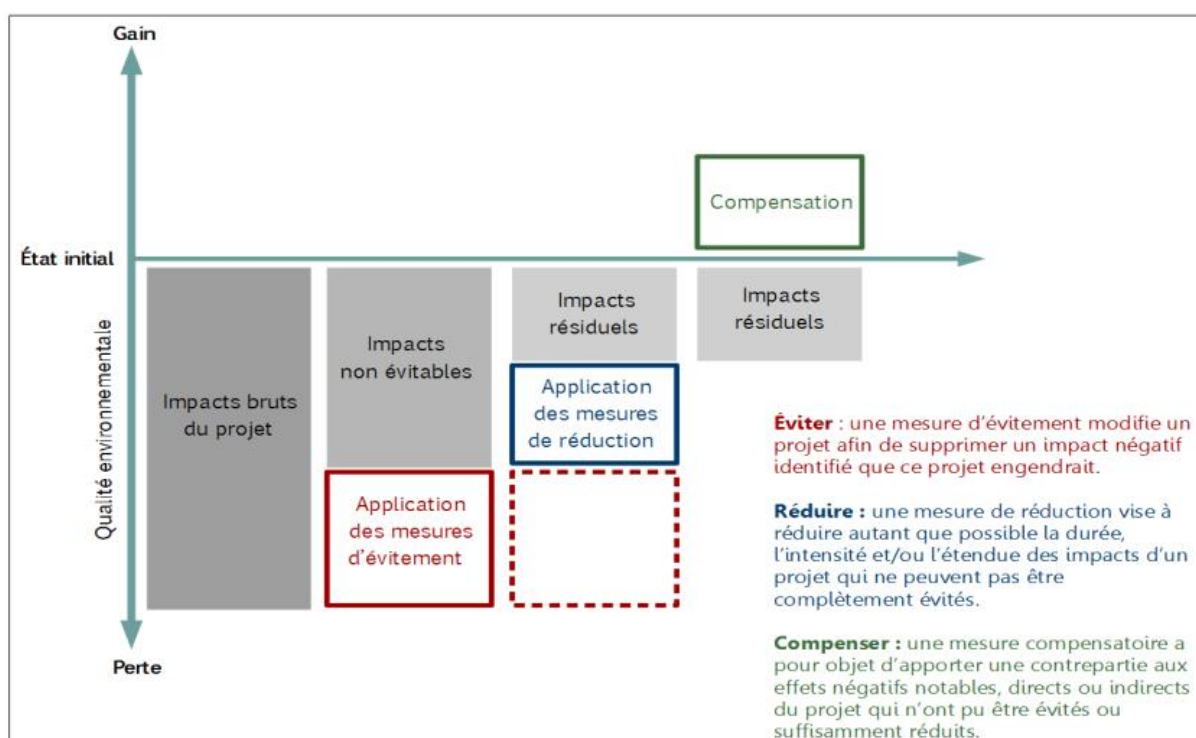 Gain
Compensation
État initial
Impacts bruts
du projet
Impacts
non évitables
Impacts
résiduels
Impacts
résiduels
Application
des mesures
de réduction
Application
des mesures
d'évitement
Qualité environnementale
Perte
Éviter : une mesure d'évitement modifie un
projet afin de supprimer un impact négatif
identifié que ce projet engendrait.
Réduire : une mesure de réduction vise à
réduire autant que possible la durée,
l'intensité et/ou l'étendue des impacts d'un
projet qui ne peuvent pas être
complètement évités.
Compenser : une mesure compensatoire a
pour objet d'apporter une contrepartie aux
effets négatifs notables, directs ou indirects
du projet qui n'ont pu être évités ou
suffisamment réduits.